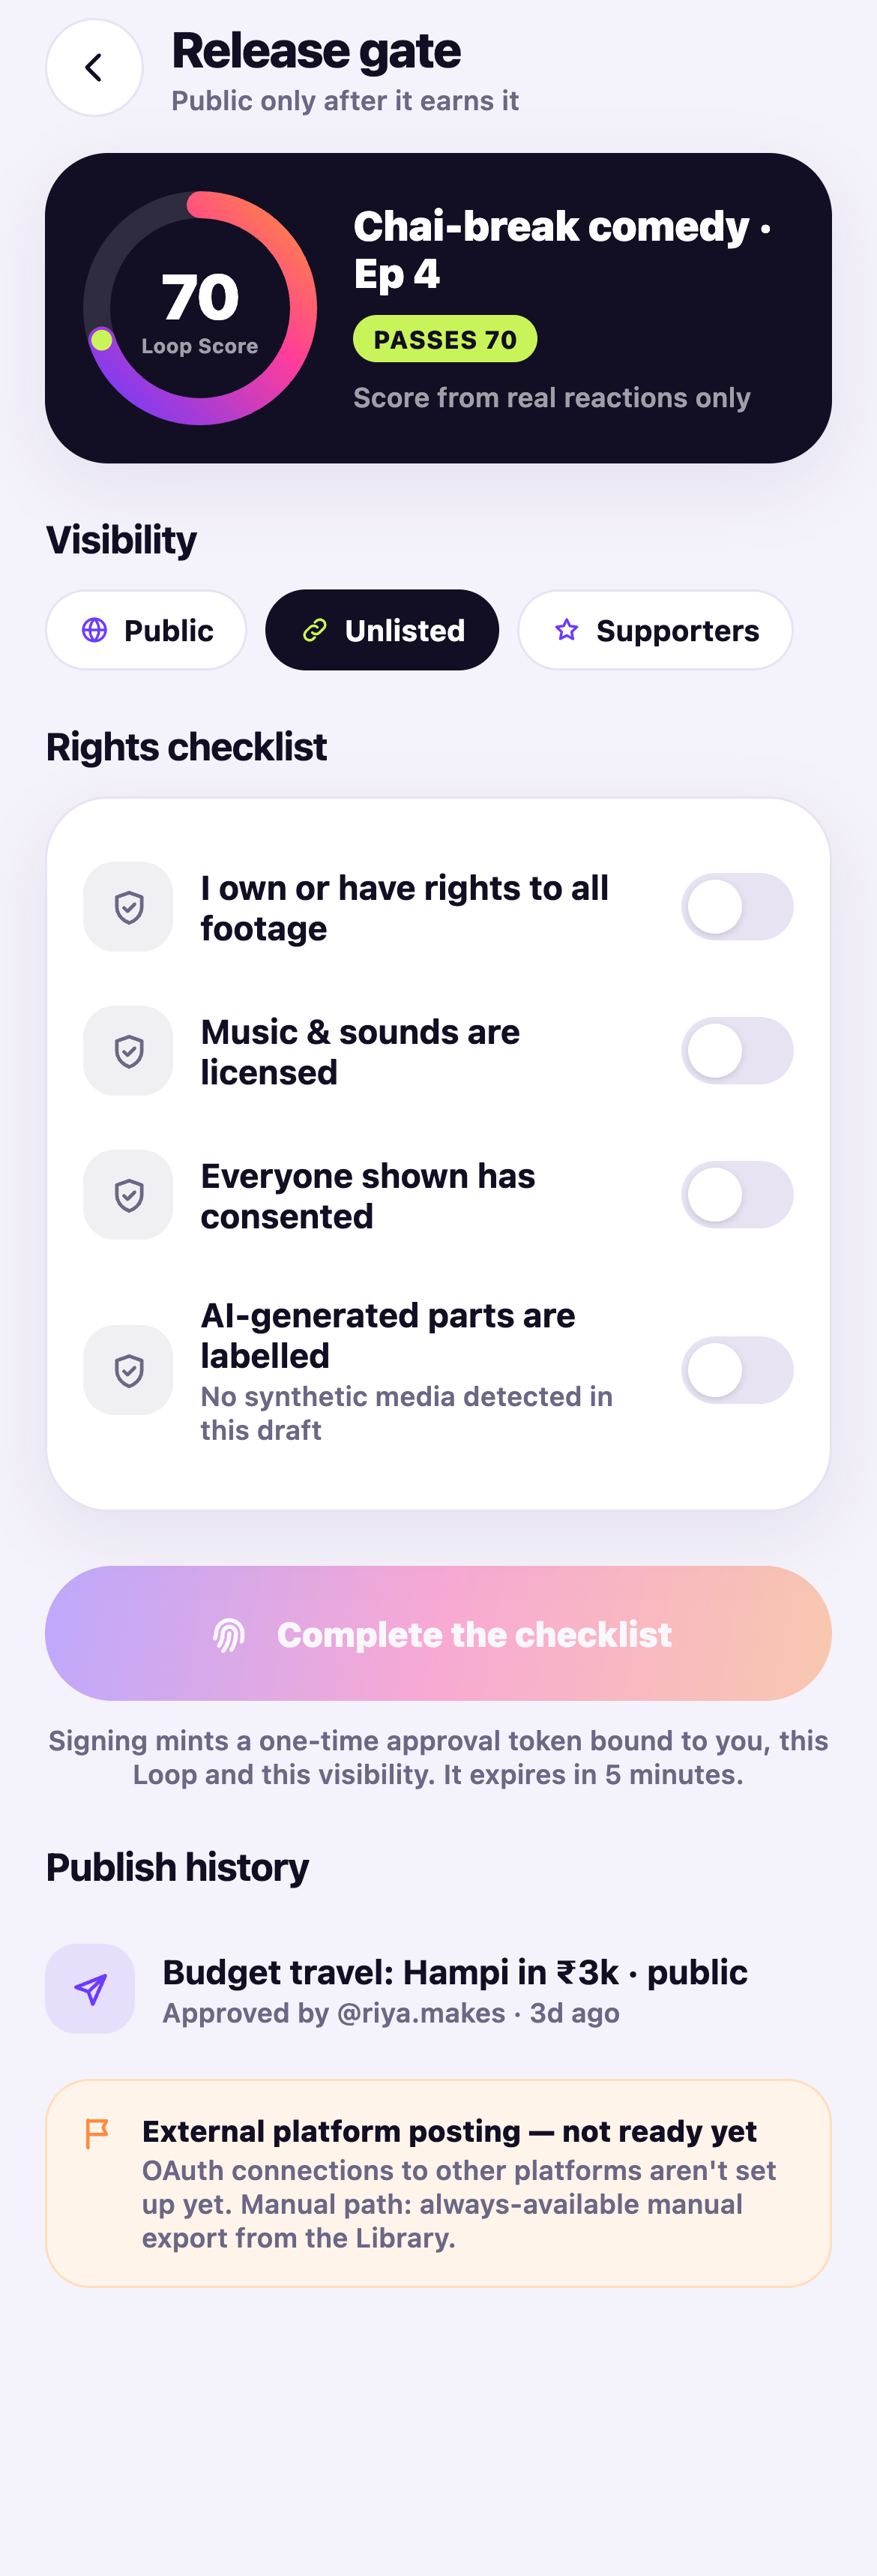 Release gate
Public only after it earns it
70
Loop Score
Chai-break comedy ·
Ep 4
PASSES 70
Score from real reactions only
Visibility
Public
Unlisted
Supporters
Rights checklist
I own or have rights to all
footage
Music & sounds are
licensed
Everyone shown has
consented
AI-generated parts are
labelled
No synthetic media detected in
this draft
Complete the checklist
Signing mints a one-time approval token bound to you, this
Loop and this visibility. It expires in 5 minutes.
Publish history
Budget travel: Hampi in ₹3k · public
Approved by @riya.makes · 3d ago
External platform posting — not ready yet
OAuth connections to other platforms aren't set
up yet. Manual path: always-available manual
export from the Library.